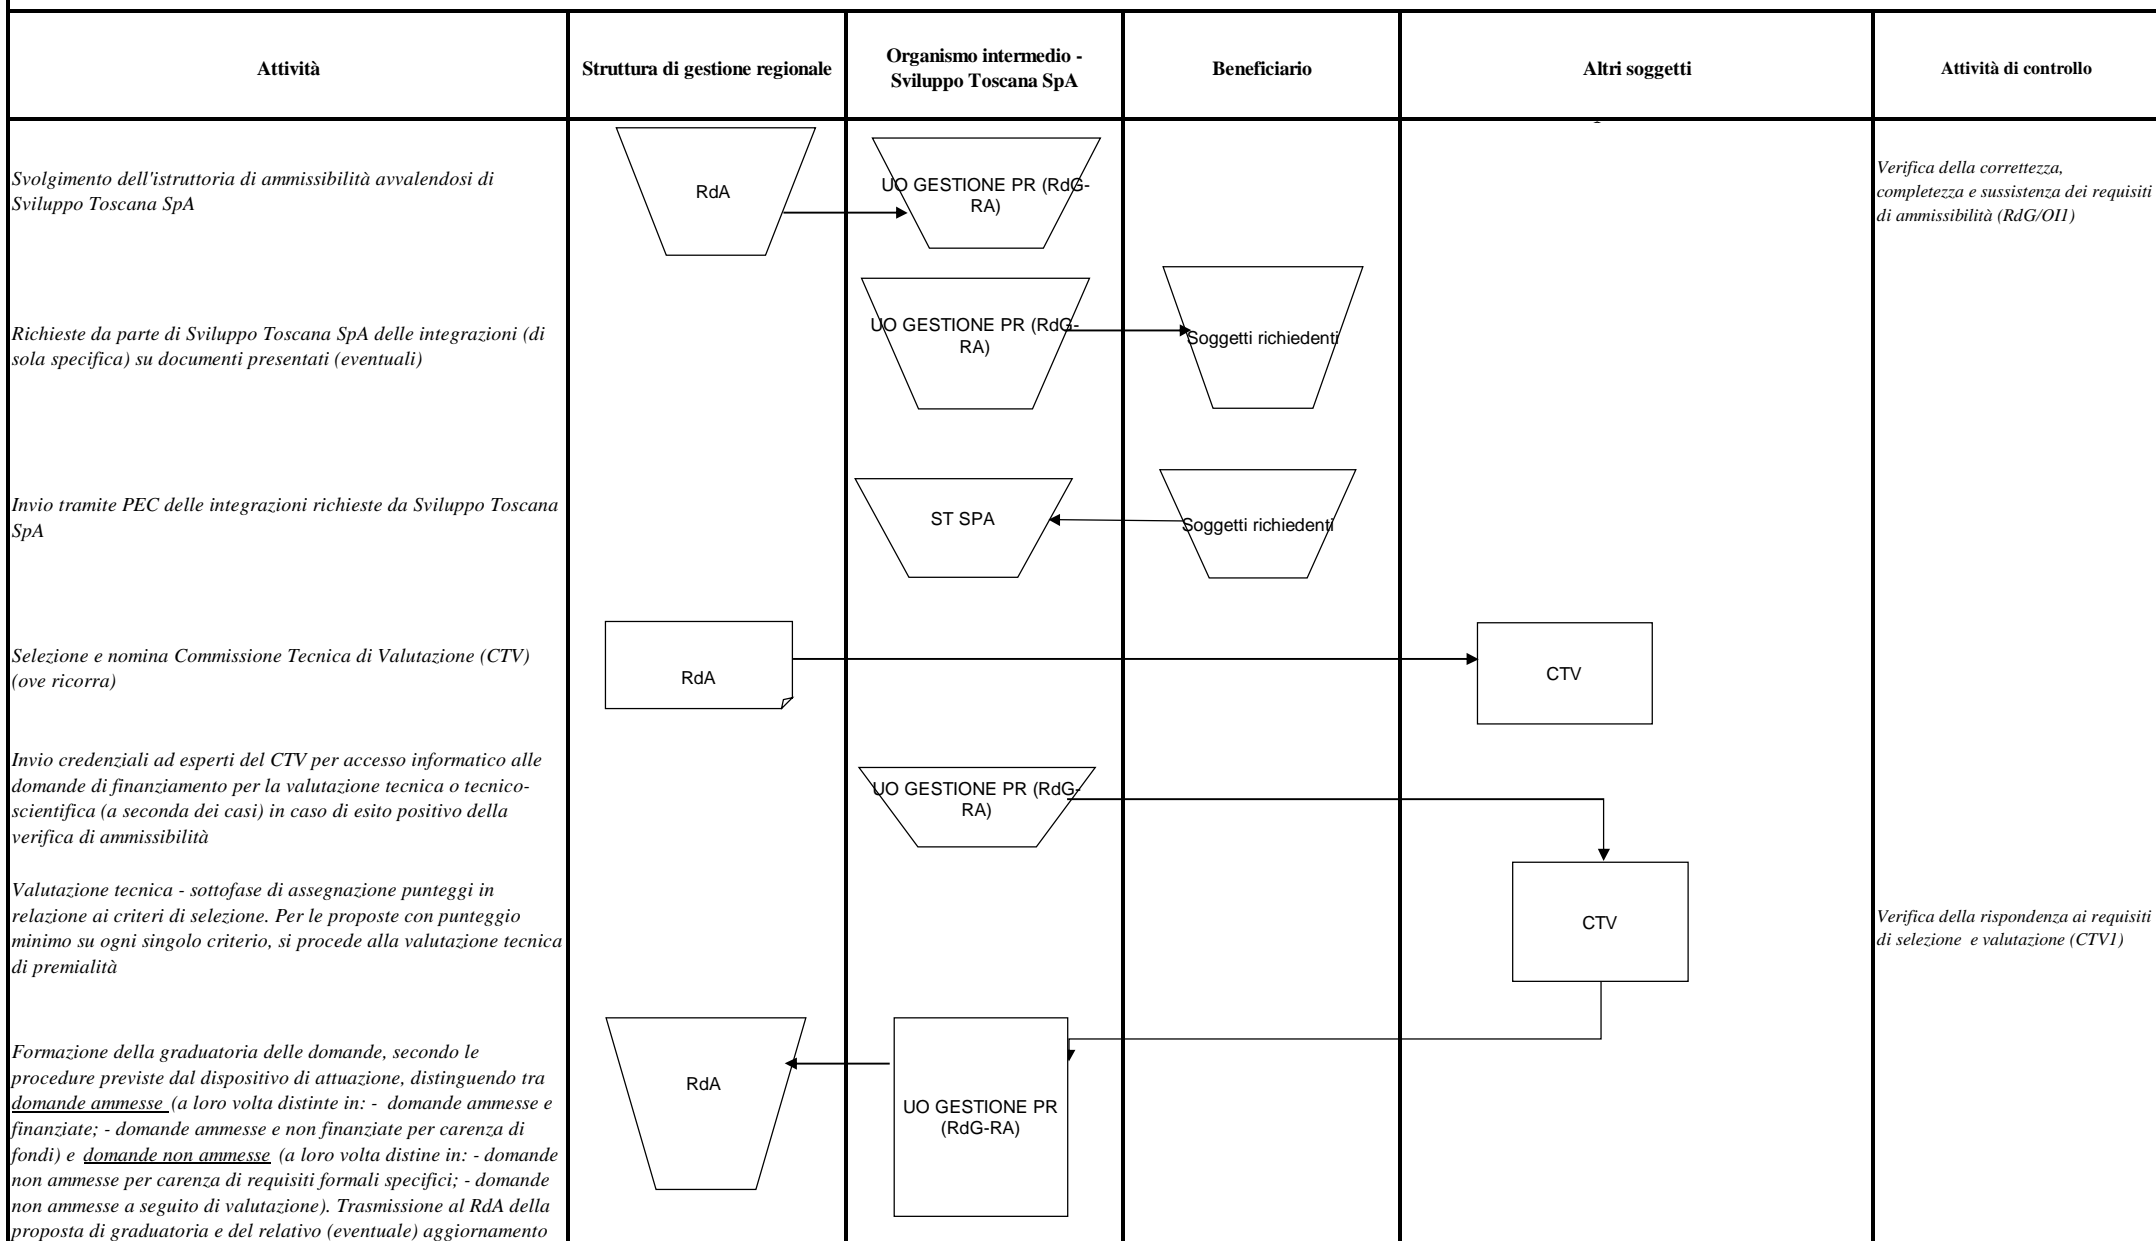 Attività
Struttura di gestione regionale
Organismo intermedio -
Sviluppo Toscana SpA
Beneficiario
Altri soggetti
Attività di controllo
Svolgimento dell'istruttoria di ammissibilità avvalendosi di
Sviluppo Toscana SpA
RdA
UO GESTIONE PR (RdG-
RA)
Verifica della correttezza,
completezza e sussistenza dei requisiti
di ammissibilità (RdG/OI1)
Richieste da parte di Sviluppo Toscana SpA delle integrazioni (di
sola specifica) su documenti presentati (eventuali)
UO GESTIONE PR (RdG-
RA)
Soggetti richiedenti
Invio tramite PEC delle integrazioni richieste da Sviluppo Toscana
SpA
ST SPA
Soggetti richiedenti
Selezione e nomina Commissione Tecnica di Valutazione (CTV)
(ove ricorra)
RdA
CTV
Invio credenziali ad esperti del CTV per accesso informatico alle
domande di finanziamento per la valutazione tecnica o tecnico-
scientifica (a seconda dei casi) in caso di esito positivo della
verifica di ammissibilità
UO GESTIONE PR (RdG-
RA)
Valutazione tecnica - sottofase di assegnazione punteggi in
relazione ai criteri di selezione. Per le proposte con punteggio
minimo su ogni singolo criterio, si procede alla valutazione tecnica
di premialità
CTV
Verifica della rispondenza ai requisiti
di selezione  e valutazione (CTV1)
Formazione della graduatoria delle domande, secondo le
procedure previste dal dispositivo di attuazione, distinguendo tra
domande ammesse (a loro volta distinte in: -  domande ammesse e
finanziate; - domande ammesse e non finanziate per carenza di
fondi) e  domande non ammesse  (a loro volta distine in: - domande
non ammesse per carenza di requisiti formali specifici; - domande
non ammesse a seguito di valutazione). Trasmissione al RdA della
proposta di graduatoria e del relativo (eventuale) aggiornamento
RdA
UO GESTIONE PR
(RdG-RA)